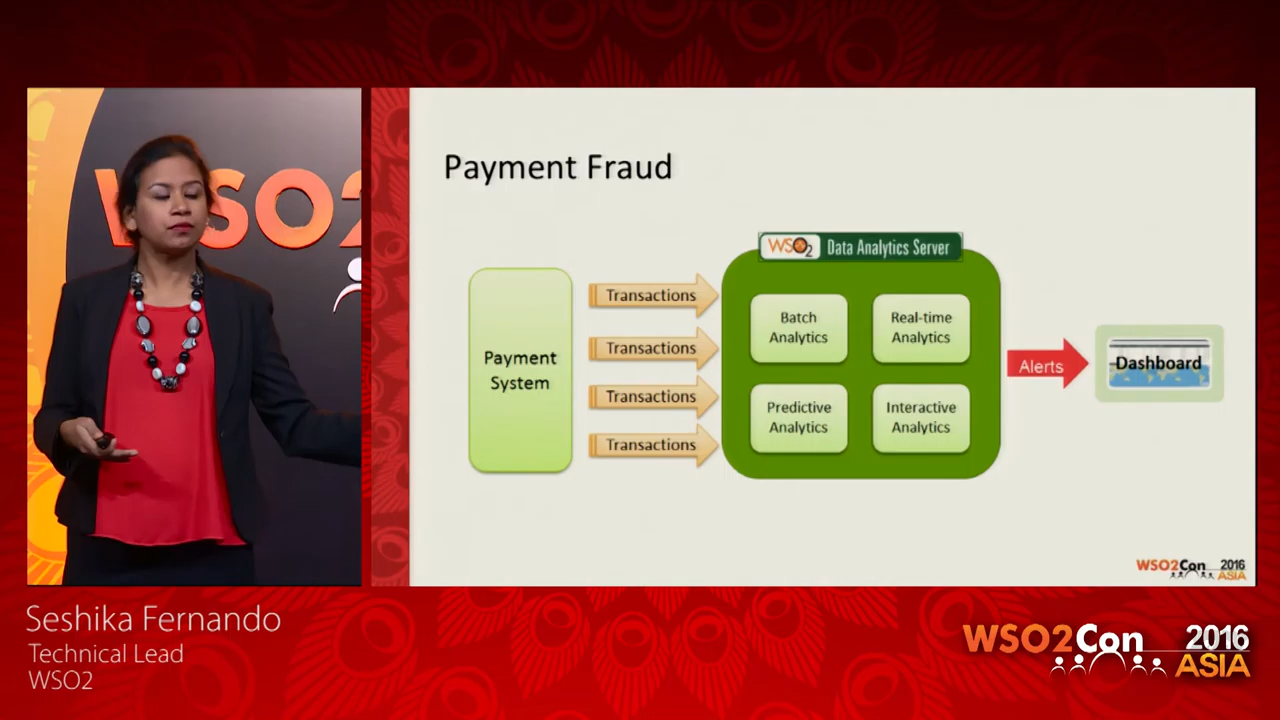 WSO2
Payment Fraud
WSO2 Data Analytics Server
Payment
System
Transactions
Transactions
Transactions
Transactions
Batch
Analytics
Real-time
Analytics
Predictive
Analytics
Interactive
Analytics
Alerts
Dashboard
WSO2Con 2016
ASIA
Seshika Fernando
Technical Lead
WSO2
WSO2Con 2016
ASIA